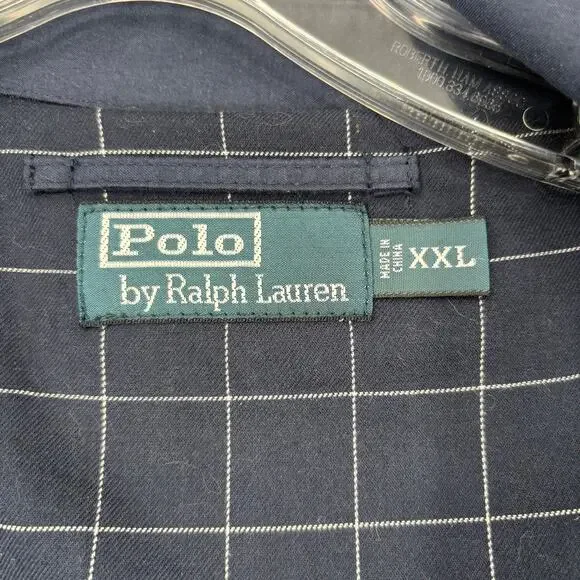 Polo
by Ralph Lauren
MADE IN
CHINA
XXL